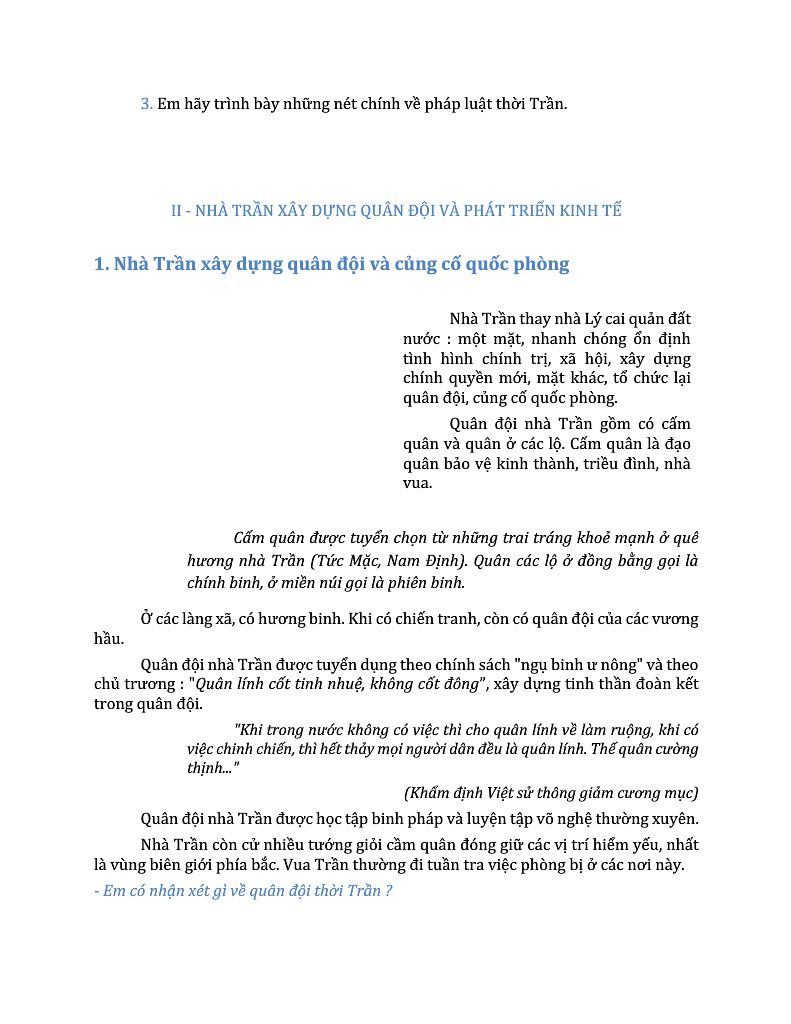 3. Em hãy trình bày những nét chính về pháp luật thời Trần.
II - NHÀ TRẦN XÂY DỰNG QUÂN ĐỘI VÀ PHÁT TRIỂN KINH TẾ
1. Nhà Trần xây dựng quân đội và củng cố quốc phòng
Nhà Trần thay nhà Lý cai quản đất
nước : một mặt, nhanh chóng ổn định
tình hình chính trị, xã hội, xây dựng
chính quyền mới, mặt khác, tổ chức lại
quân đội, củng cố quốc phòng.
Quân đội nhà Trần gồm có cấm
quân và quân ở các lộ. Cấm quân là đạo
quân bảo vệ kinh thành, triều đình, nhà
vua.
Cấm quân được tuyển chọn từ những trai tráng khoẻ mạnh ở quê
hương nhà Trần (Tức Mặc, Nam Định). Quân các lộ ở đồng bằng gọi là
chính binh, ở miền núi gọi là phiên binh.
Ở các làng xã, có hương binh. Khi có chiến tranh, còn có quân đội của các vương
hầu.
Quân đội nhà Trần được tuyển dụng theo chính sách "ngụ binh ư nông" và theo
chủ trương : "Quân lính cốt tinh nhuệ, không cốt đông”, xây dựng tinh thần đoàn kết
trong quân đội.
"Khi trong nước không có việc thì cho quân lính về làm ruộng, khi có
việc chinh chiến, thì hết thảy mọi người dân đều là quân lính. Thế quân cường
thịnh..."
(Khẩm định Việt sử thông giảm cương mục)
Quân đội nhà Trần được học tập binh pháp và luyện tập võ nghệ thường xuyên.
Nhà Trần còn cử nhiều tướng giỏi cầm quân đóng giữ các vị trí hiểm yếu, nhất
là vùng biên giới phía bắc. Vua Trần thường đi tuần tra việc phòng bị ở các nơi này.
- Em có nhận xét gì về quân đội thời Trần ?